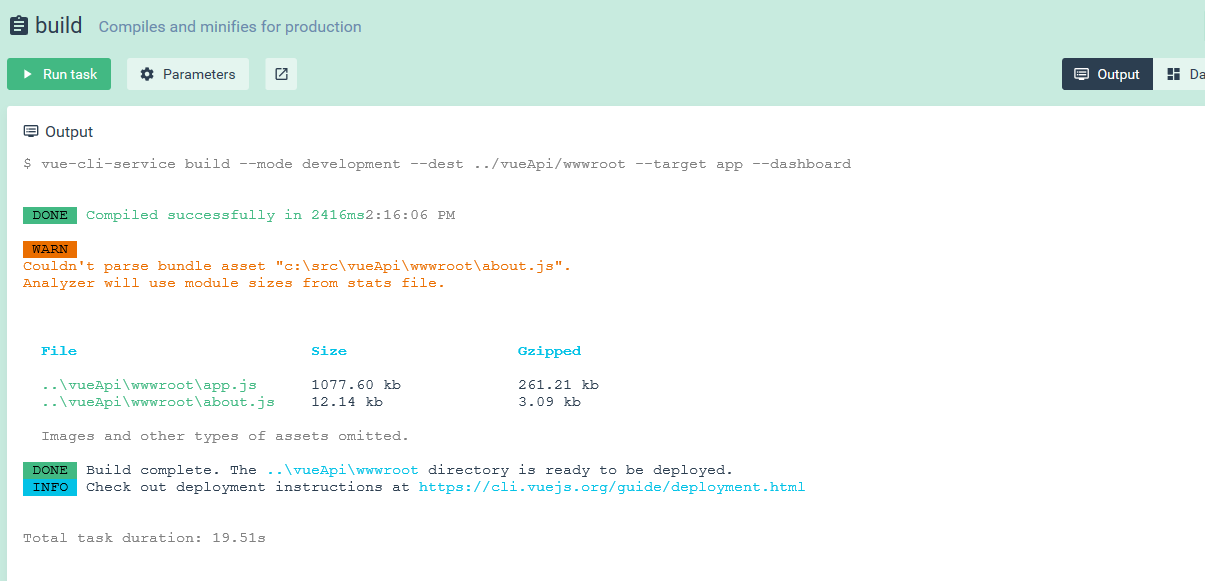 build Compiles and minifies for production
Run task Parameters Output Da
Output
$ vue-cli-service build --mode development --dest ../vueApi/wwwroot --target app --dashboard
DONE Compiled successfully in 2416ms2:16:06 PM
WARN
Couldn't parse bundle asset "c:\src\vueApi\wwwroot\about.js".
Analyzer will use module sizes from stats file.
File Size Gzipped
..\vueApi\wwwroot\app.js 1077.60 kb 261.21 kb
..\vueApi\wwwroot\about.js 12.14 kb 3.09 kb
Images and other types of assets omitted.
DONE Build complete. The ..\vueApi\wwwroot directory is ready to be deployed.
INFO Check out deployment instructions at https://cli.vuejs.org/guide/deployment.html
Total task duration: 19.51s